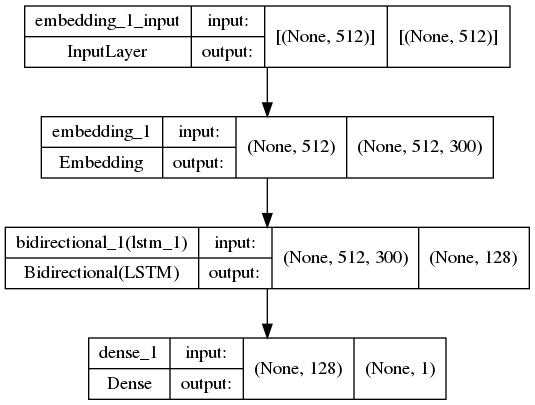 embedding_1_input input: [(None, 512)] [(None, 512)]
InputLayer output:
embedding_1 input: (None, 512) (None, 512, 300)
Embedding output:
bidirectional_1(lstm_1) input: (None, 512, 300) (None, 128)
Bidirectional(LSTM) output:
dense_1 input: (None, 128) (None, 1)
Dense output: